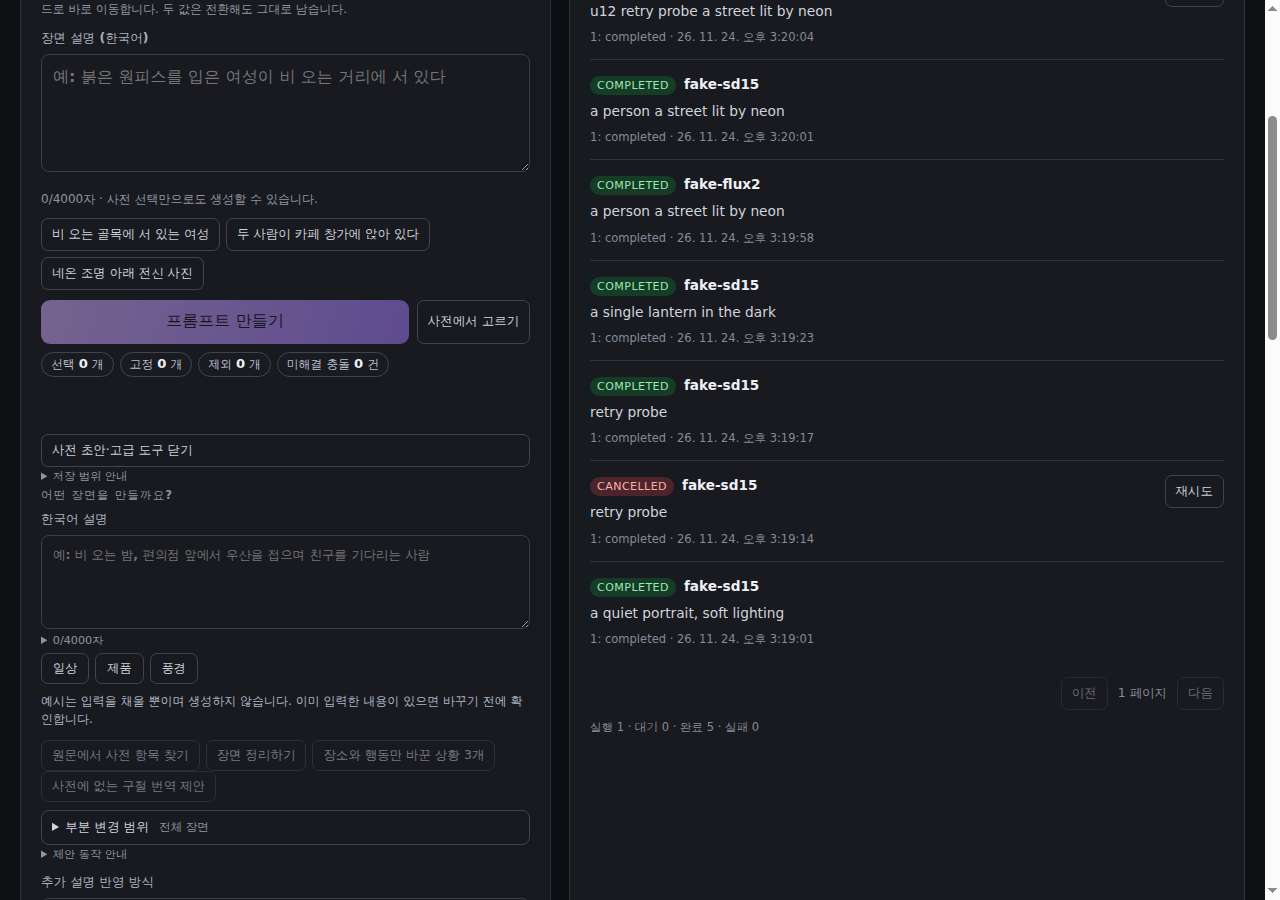 드로 바로 이동합니다. 두 값은 전환해도 그대로 남습니다.
장면 설명 (한국어)
예: 붉은 원피스를 입은 여성이 비 오는 거리에 서 있다
0/4000자 · 사전 선택만으로도 생성할 수 있습니다.
비 오는 골목에 서 있는 여성
두 사람이 카페 창가에 앉아 있다
네온 조명 아래 전신 사진
프롬프트 만들기
사전에서 고르기
선택 0 개
고정 0 개
제외 0 개
미해결 충돌 0 건
사전 초안·고급 도구 닫기
▶ 저장 범위 안내
어떤 장면을 만들까요?
한국어 설명
예: 비 오는 밤, 편의점 앞에서 우산을 접으며 친구를 기다리는 사람
▶ 0/4000자
일상
제품
풍경
예시는 입력을 채울 뿐이며 생성하지 않습니다. 이미 입력한 내용이 있으면 바꾸기 전에 확
인합니다.
원문에서 사전 항목 찾기
장면 정리하기
장소와 행동만 바꾼 상황 3개
사전에 없는 구절 번역 제안
▶ 부분 변경 범위 전체 장면
▶ 제안 동작 안내
추가 설명 반영 방식
u12 retry probe a street lit by neon
1: completed · 26. 11. 24. 오후 3:20:04
COMPLETED fake-sd15
a person a street lit by neon
1: completed · 26. 11. 24. 오후 3:20:01
COMPLETED fake-flux2
a person a street lit by neon
1: completed · 26. 11. 24. 오후 3:19:58
COMPLETED fake-sd15
a single lantern in the dark
1: completed · 26. 11. 24. 오후 3:19:23
COMPLETED fake-sd15
retry probe
1: completed · 26. 11. 24. 오후 3:19:17
CANCELLED fake-sd15
재시도
retry probe
1: completed · 26. 11. 24. 오후 3:19:14
COMPLETED fake-sd15
a quiet portrait, soft lighting
1: completed · 26. 11. 24. 오후 3:19:01
이전
1 페이지
다음
실행 1 · 대기 0 · 완료 5 · 실패 0